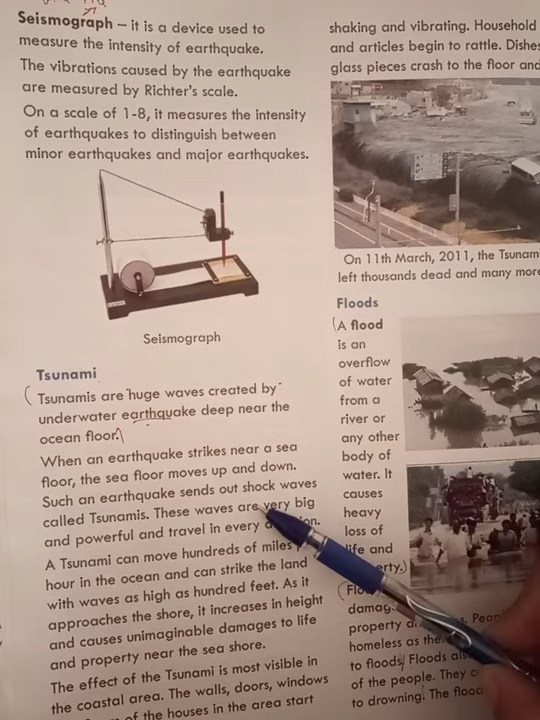 Seismograph – it is a device used to
measure the intensity of earthquake.
The vibrations caused by the earthquake
are measured by Richter's scale.
On a scale of 1-8, it measures the intensity
of earthquakes to distinguish between
minor earthquakes and major earthquakes.
Seismograph
Tsunami
Tsunamis are huge waves created by
underwater earthquake deep near the
ocean floor.
When an earthquake strikes near a sea
floor, the sea floor moves up and down.
Such an earthquake sends out shock waves
called Tsunamis. These waves are very big
and powerful and travel in every
A Tsunami can move hundreds of miles
hour in the ocean and can strike the land
with waves as high as hundred feet. As it
approaches the shore, it increases in height
and causes unimaginable damages to life
and property near the sea shore.
The effect of the Tsunami is most visible in
the coastal area. The walls, doors, windows
of the houses in the area start
shaking and vibrating. Household
and articles begin to rattle. Dishes
glass pieces crash to the floor and
On 11th March, 2011, the Tsunam
left thousands dead and many more
Floods
(A flood
is an
overflow
of water
from a
river or
any other
body of
water. It
causes
heavy
loss of
life and
erty.)
(Flo
damag
property
homeless as the
to floods. Floods als
of the people. They c
to drowning. The flood